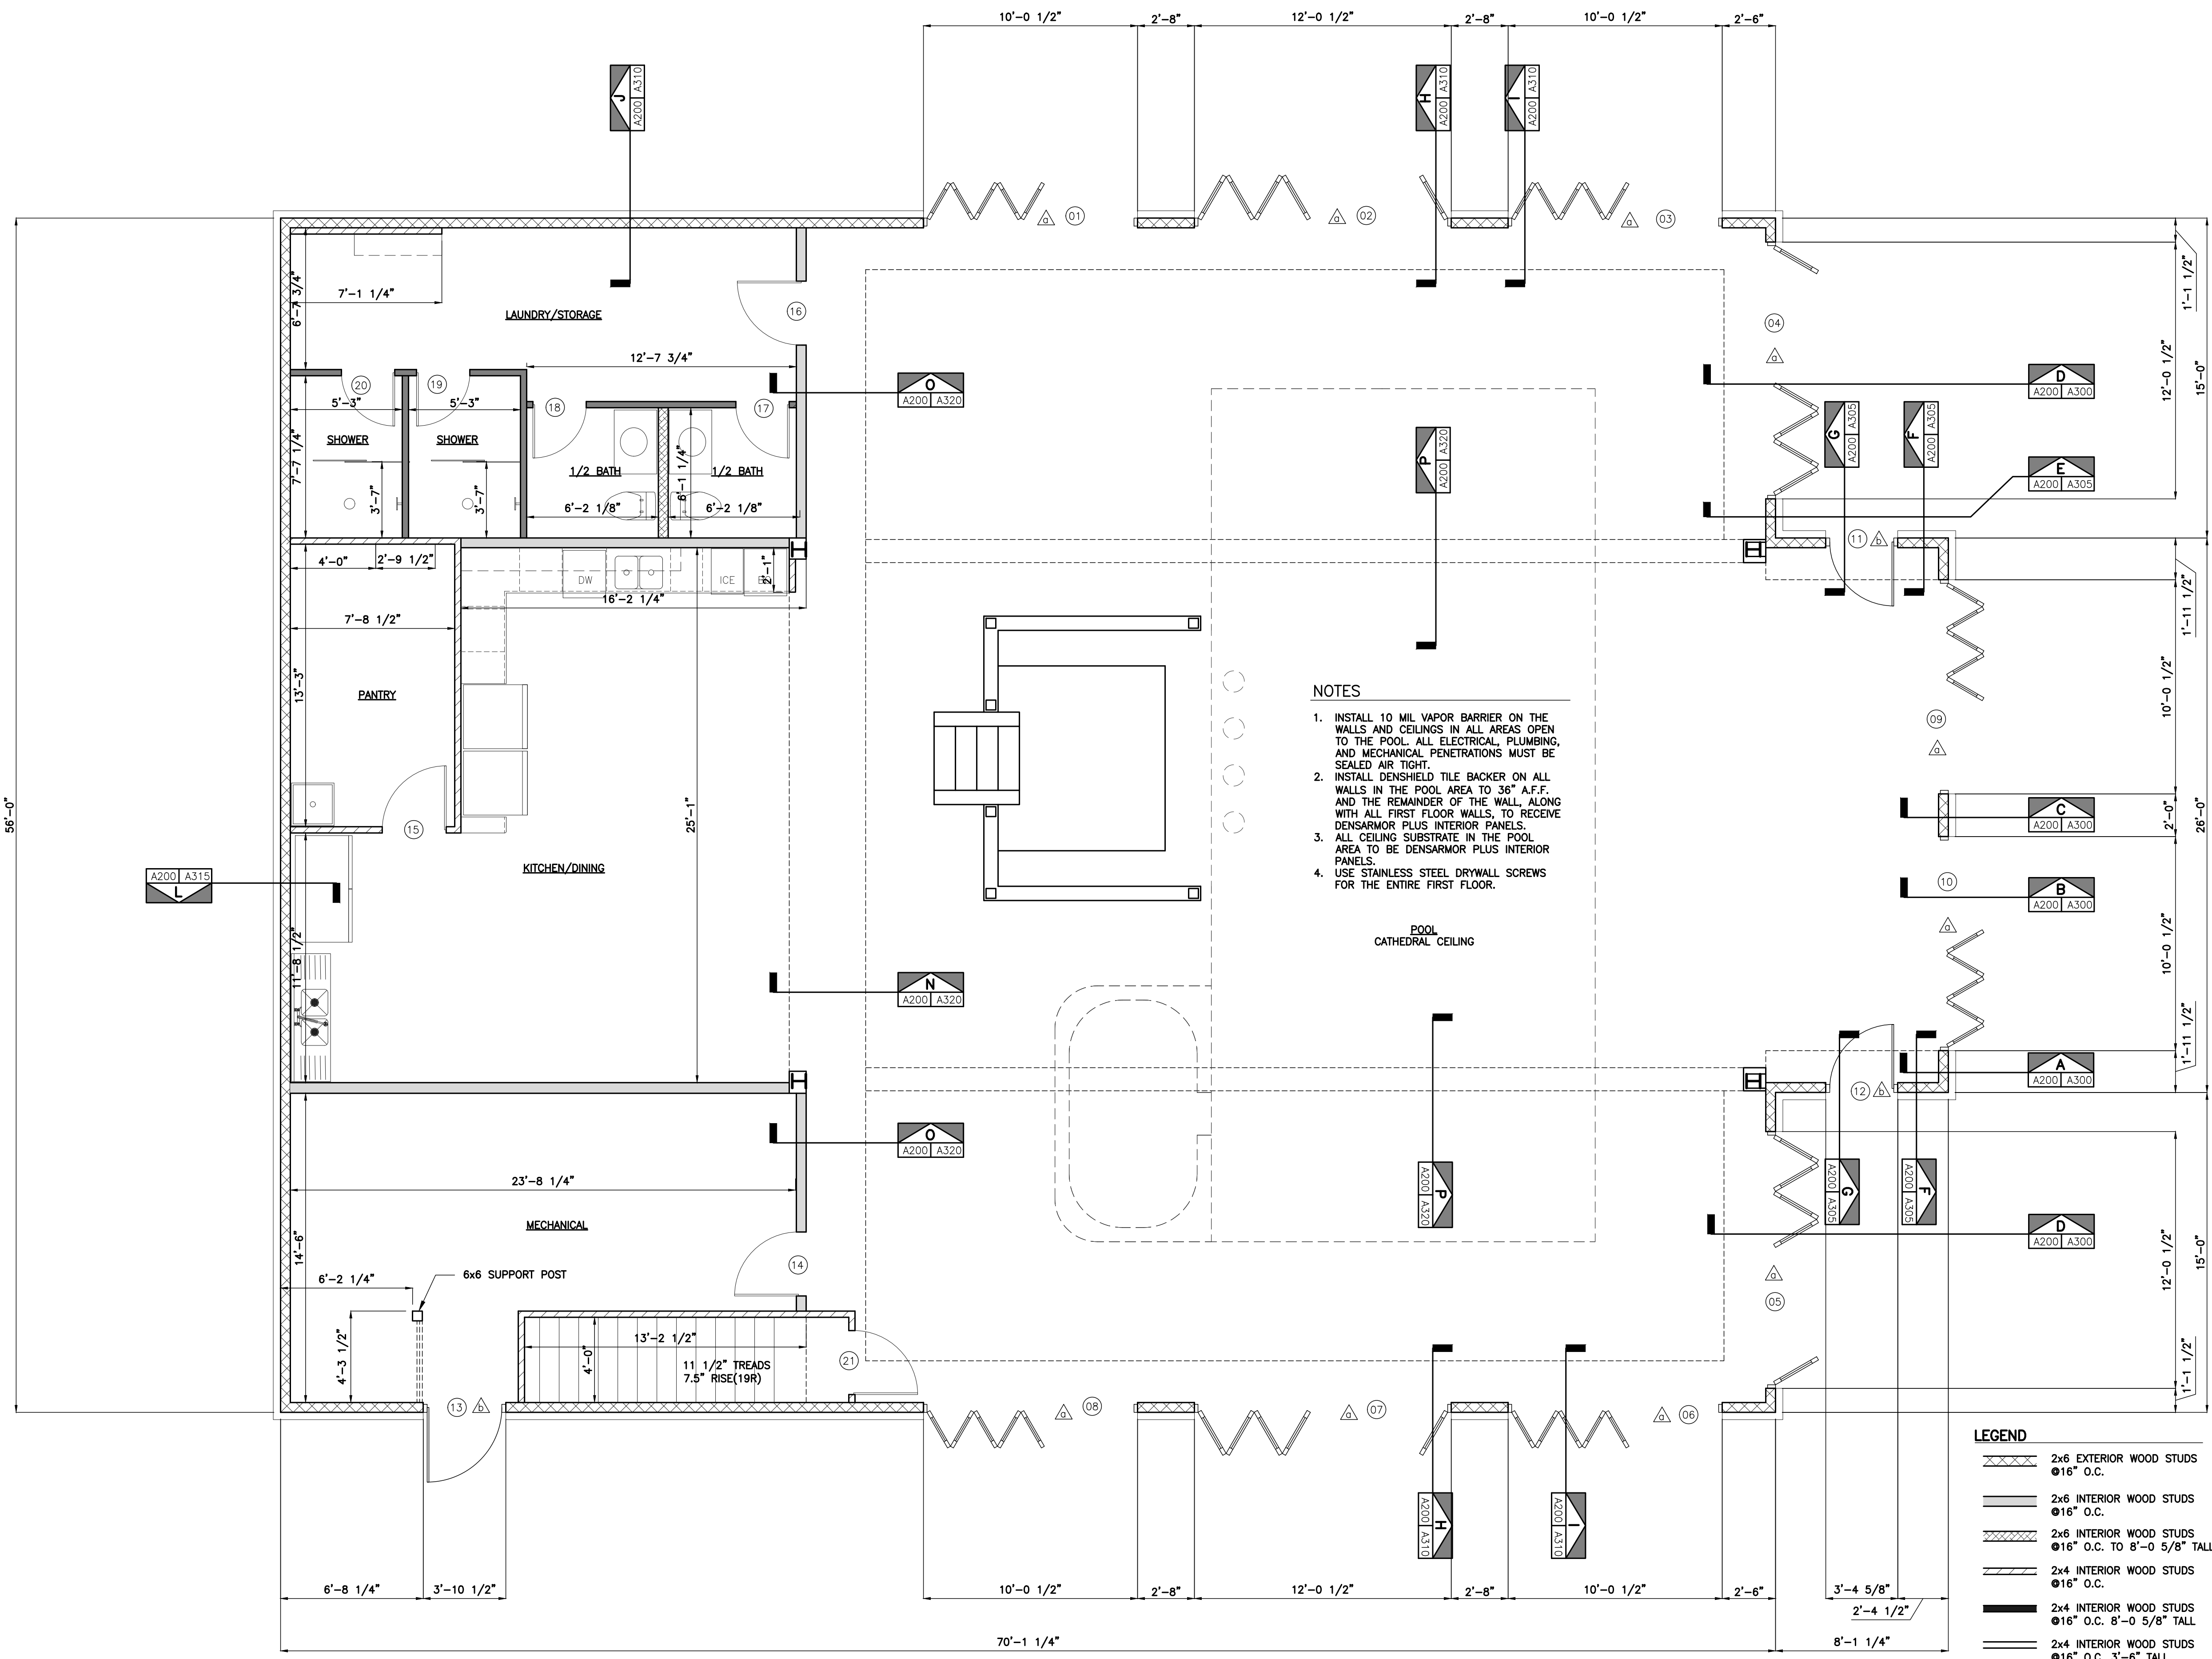 10'-0 1/2"
2'-8"
12'-0 1/2"
2'-8"
10'-0 1/2"
2'-6"
J
A200 A310
H
A200 A310
I
A200 A310
a 01
a 02
a 03
6'-7 3/4"
7'-1 1/4"
LAUNDRY/STORAGE
16
12'-7 3/4"
04
a
1'-1 1/2"
12'-0 1/2"
15'-0"
O
A200 A320
D
A200 A300
20
19
18
17
5'-3"
5'-3"
SHOWER
SHOWER
7'-7 1/4"
3'-7"
3'-7"
1/2 BATH
1/2 BATH
6'-1 1/4"
6'-2 1/8"
6'-2 1/8"
P
A200 A320
G
A200 A305
F
A200 A305
E
A200 A305
11 b
4'-0"
2'-9 1/2"
DW
ICE
2'-1"
16'-2 1/4"
7'-8 1/2"
PANTRY
13'-3"
15
25'-1"
56'-0"
1'-11 1/2"
10'-0 1/2"
09
a
NOTES
1. INSTALL 10 MIL VAPOR BARRIER ON THE
WALLS AND CEILINGS IN ALL AREAS OPEN
TO THE POOL. ALL ELECTRICAL, PLUMBING,
AND MECHANICAL PENETRATIONS MUST BE
SEALED AIR TIGHT.
2. INSTALL DENSHIELD TILE BACKER ON ALL
WALLS IN THE POOL AREA TO 36" A.F.F.
AND THE REMAINDER OF THE WALL, ALONG
WITH ALL FIRST FLOOR WALLS, TO RECEIVE
DENSARMOR PLUS INTERIOR PANELS.
3. ALL CEILING SUBSTRATE IN THE POOL
AREA TO BE DENSARMOR PLUS INTERIOR
PANELS.
4. USE STAINLESS STEEL DRYWALL SCREWS
FOR THE ENTIRE FIRST FLOOR.
C
A200 A300
2'-0"
26'-0"
KITCHEN/DINING
A200 A315
L
10
B
A200 A300
a
POOL
CATHEDRAL CEILING
11'-8 1/2"
10'-0 1/2"
N
A200 A320
1'-11 1/2"
A
A200 A300
12 b
O
A200 A320
P
A200 A320
G
A200 A305
F
A200 A305
D
A200 A300
23'-8 1/4"
MECHANICAL
14'-6"
14
6'-2 1/4"
6x6 SUPPORT POST
a
05
12'-0 1/2"
15'-0"
4'-3 1/2"
13'-2 1/2"
4'-0"
11 1/2" TREADS
7.5" RISE(19R)
21
1'-1 1/2"
13 b
a 08
a 07
a 06
H
A200 A310
I
A200 A310
LEGEND
2x6 EXTERIOR WOOD STUDS
@16" O.C.
2x6 INTERIOR WOOD STUDS
@16" O.C.
2x6 INTERIOR WOOD STUDS
@16" O.C. TO 8'-0 5/8" TALL
2x4 INTERIOR WOOD STUDS
@16" O.C.
2x4 INTERIOR WOOD STUDS
@16" O.C. 8'-0 5/8" TALL
2x4 INTERIOR WOOD STUDS
@16" O.C. 3'-6" TALL
6'-8 1/4"
3'-10 1/2"
10'-0 1/2"
2'-8"
12'-0 1/2"
2'-8"
10'-0 1/2"
2'-6"
3'-4 5/8"
2'-4 1/2"
70'-1 1/4"
8'-1 1/4"